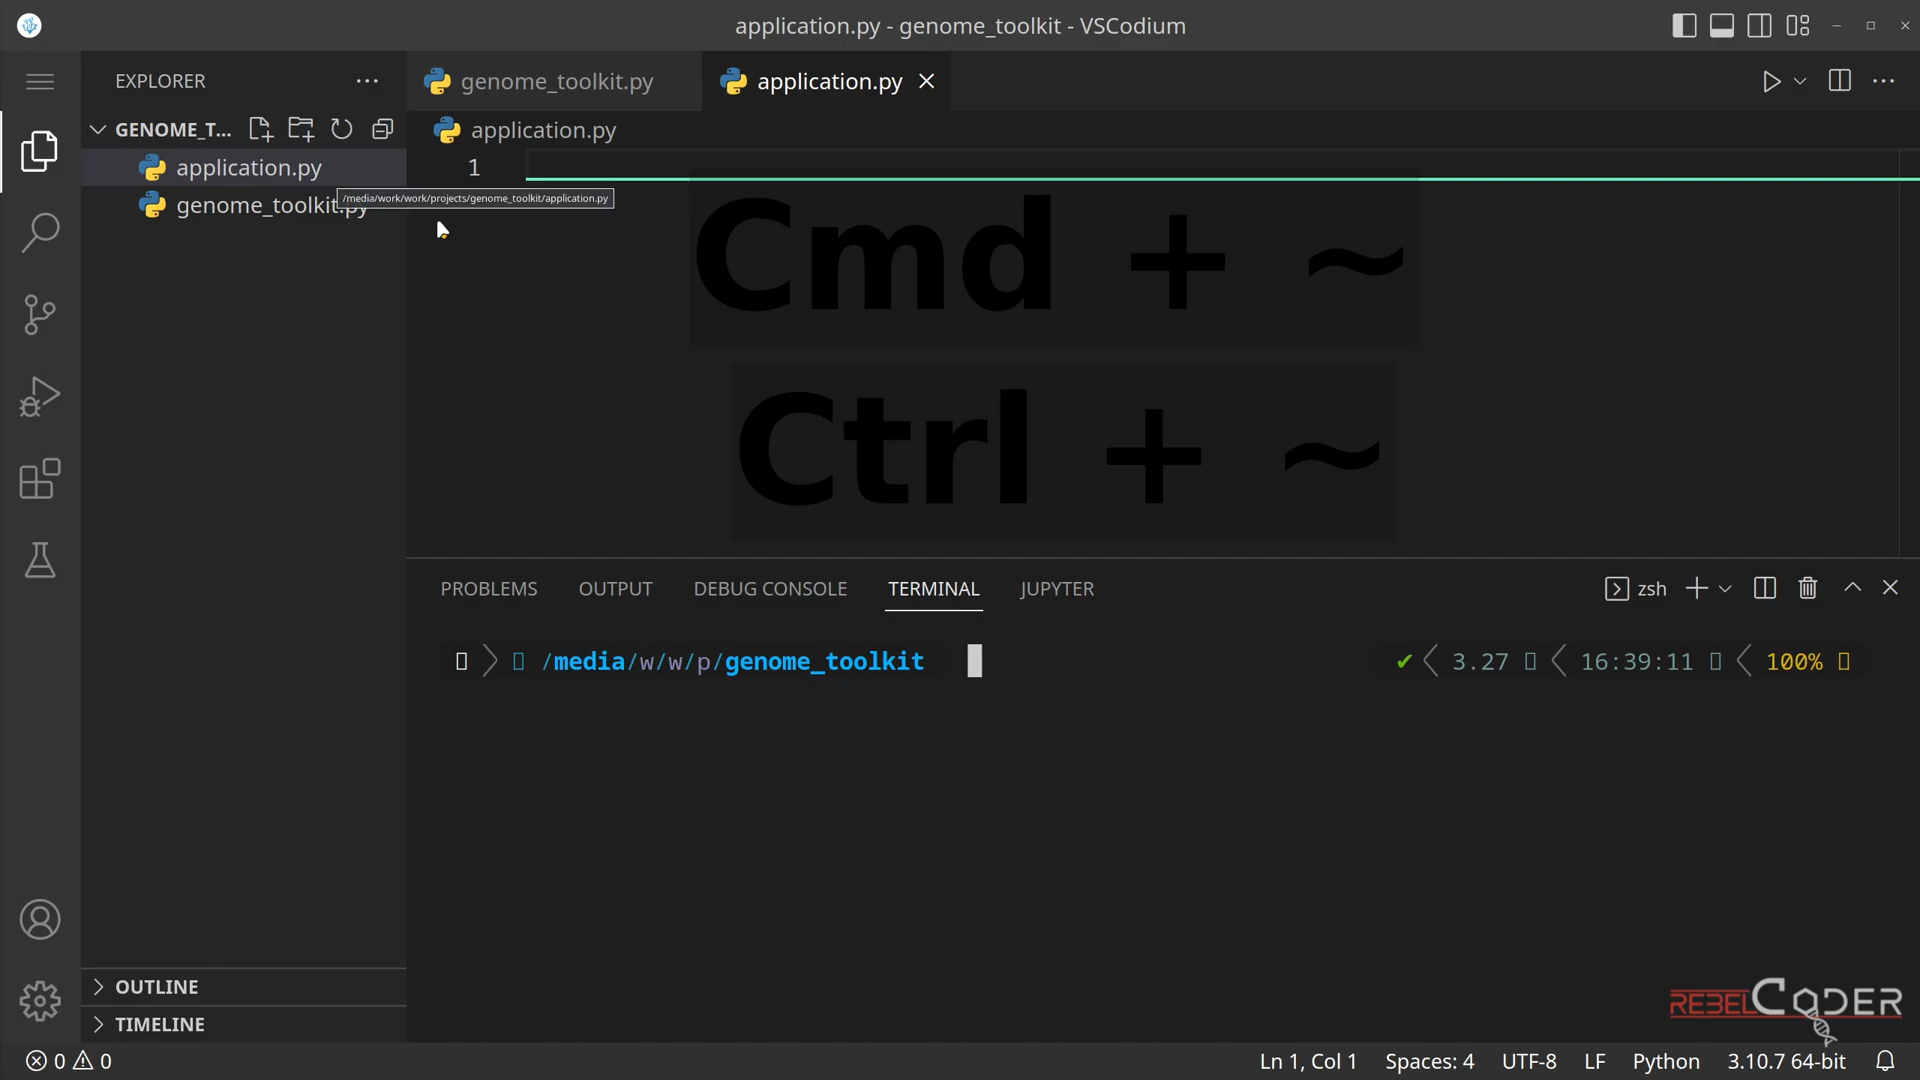 application.py - genome_toolkit - VSCodium
EXPLORER
genome_toolkit.py
application.py
GENOME_T...
application.py
application.py
1
genome_toolkit.py
/media/work/work/projects/genome_toolkit/application.py
Cmd + ~
Ctrl + ~
PROBLEMS OUTPUT DEBUG CONSOLE TERMINAL JUPYTER
zsh
/media/w/w/p/genome_toolkit
✔ 3.27 16:39:11 100%
OUTLINE
TIMELINE
REBELCODER
0 0
Ln 1, Col 1 Spaces: 4 UTF-8 LF Python 3.10.7 64-bit